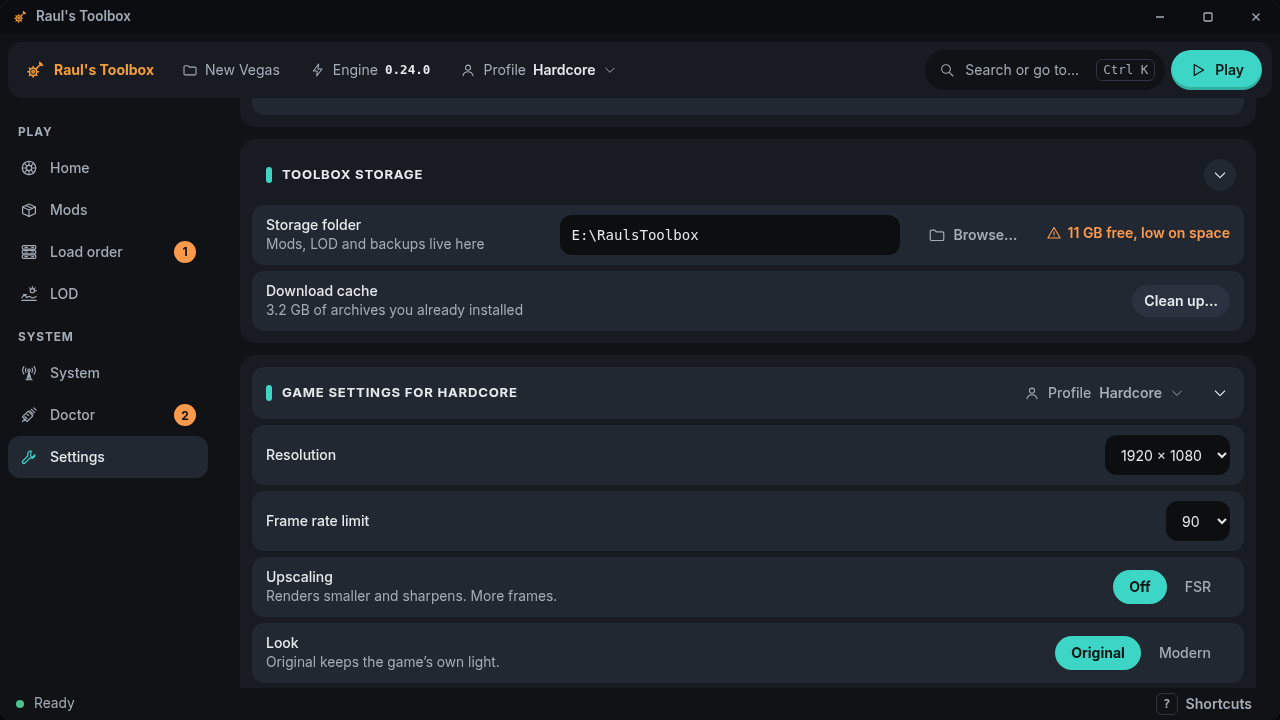 Raul's Toolbox
Raul's Toolbox
New Vegas
Engine 0.24.0
Profile Hardcore
Search or go to...
Ctrl K
Play
PLAY
Home
Mods
Load order
1
LOD
SYSTEM
System
Doctor
2
Settings
TOOLBOX STORAGE
Storage folder
Mods, LOD and backups live here
E:\RaulsToolbox
Browse...
11 GB free, low on space
Download cache
3.2 GB of archives you already installed
Clean up...
GAME SETTINGS FOR HARDCORE
Profile Hardcore
Resolution
1920 × 1080
Frame rate limit
90
Upscaling
Renders smaller and sharpens. More frames.
Off
FSR
Look
Original keeps the game’s own light.
Original
Modern
Ready
? Shortcuts